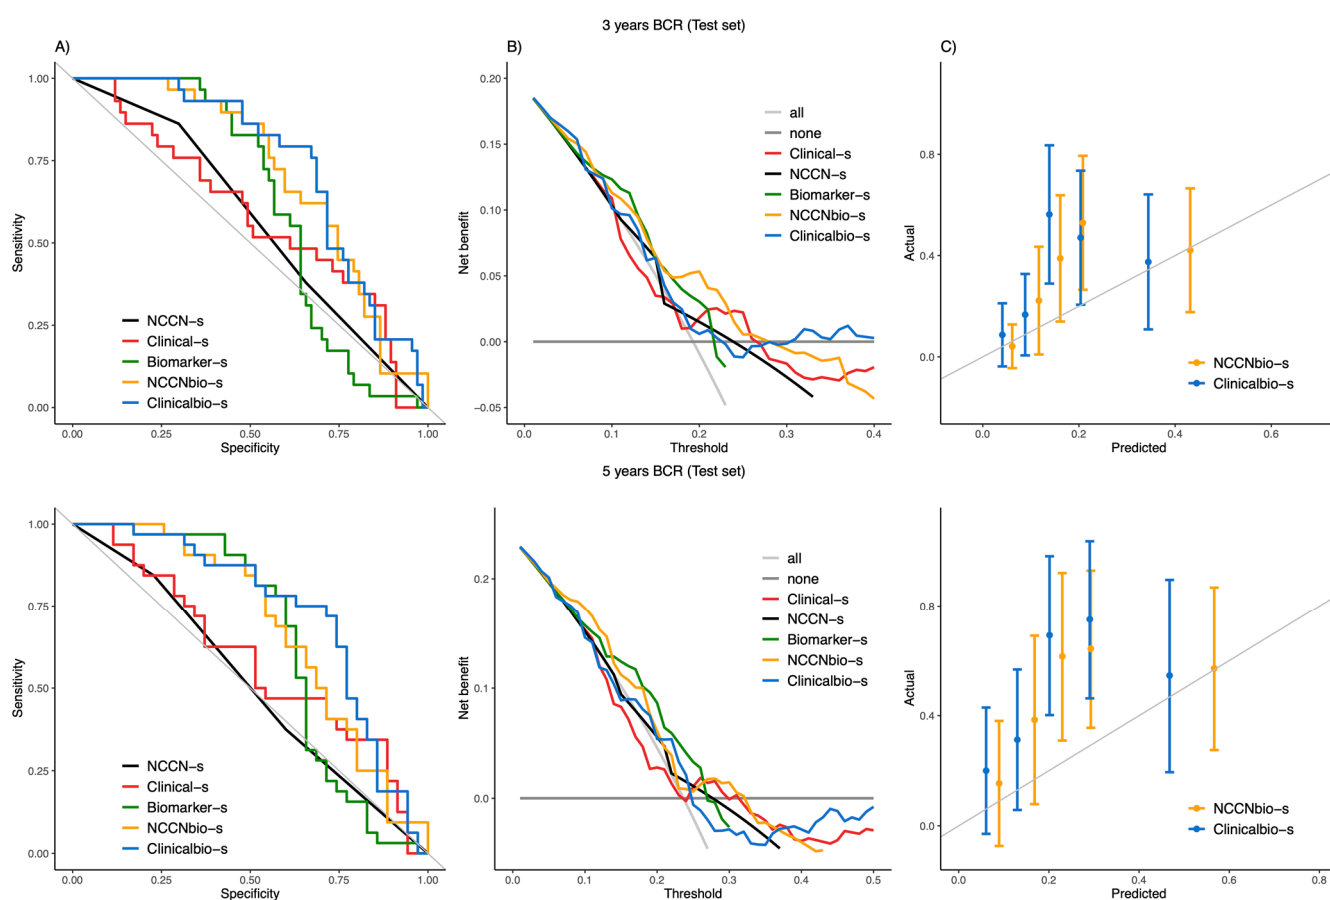 3 years BCR (Test set)
A)
B)
C)
Sensitivity
1.00
0.75
0.50
0.25
0.00
NCCN−s
Clinical−s
Biomarker−s
NCCNbio−s
Clinicalbio−s
0.00 0.25 0.50 0.75 1.00
Specificity
Net benefit
0.20
0.15
0.10
0.05
0.00
−0.05
all
none
Clinical−s
NCCN−s
Biomarker−s
NCCNbio−s
Clinicalbio−s
0.0 0.1 0.2 0.3 0.4
Threshold
Actual
0.8
0.4
0.0
NCCNbio−s
Clinicalbio−s
0.0 0.2 0.4 0.6
Predicted
5 years BCR (Test set)
Sensitivity
1.00
0.75
0.50
0.25
0.00
NCCN−s
Clinical−s
Biomarker−s
NCCNbio−s
Clinicalbio−s
0.00 0.25 0.50 0.75 1.00
Specificity
Net benefit
0.2
0.1
0.0
all
none
Clinical−s
NCCN−s
Biomarker−s
NCCNbio−s
Clinicalbio−s
0.0 0.1 0.2 0.3 0.4 0.5
Threshold
Actual
0.8
0.4
0.0
NCCNbio−s
Clinicalbio−s
0.0 0.2 0.4 0.6 0.8
Predicted